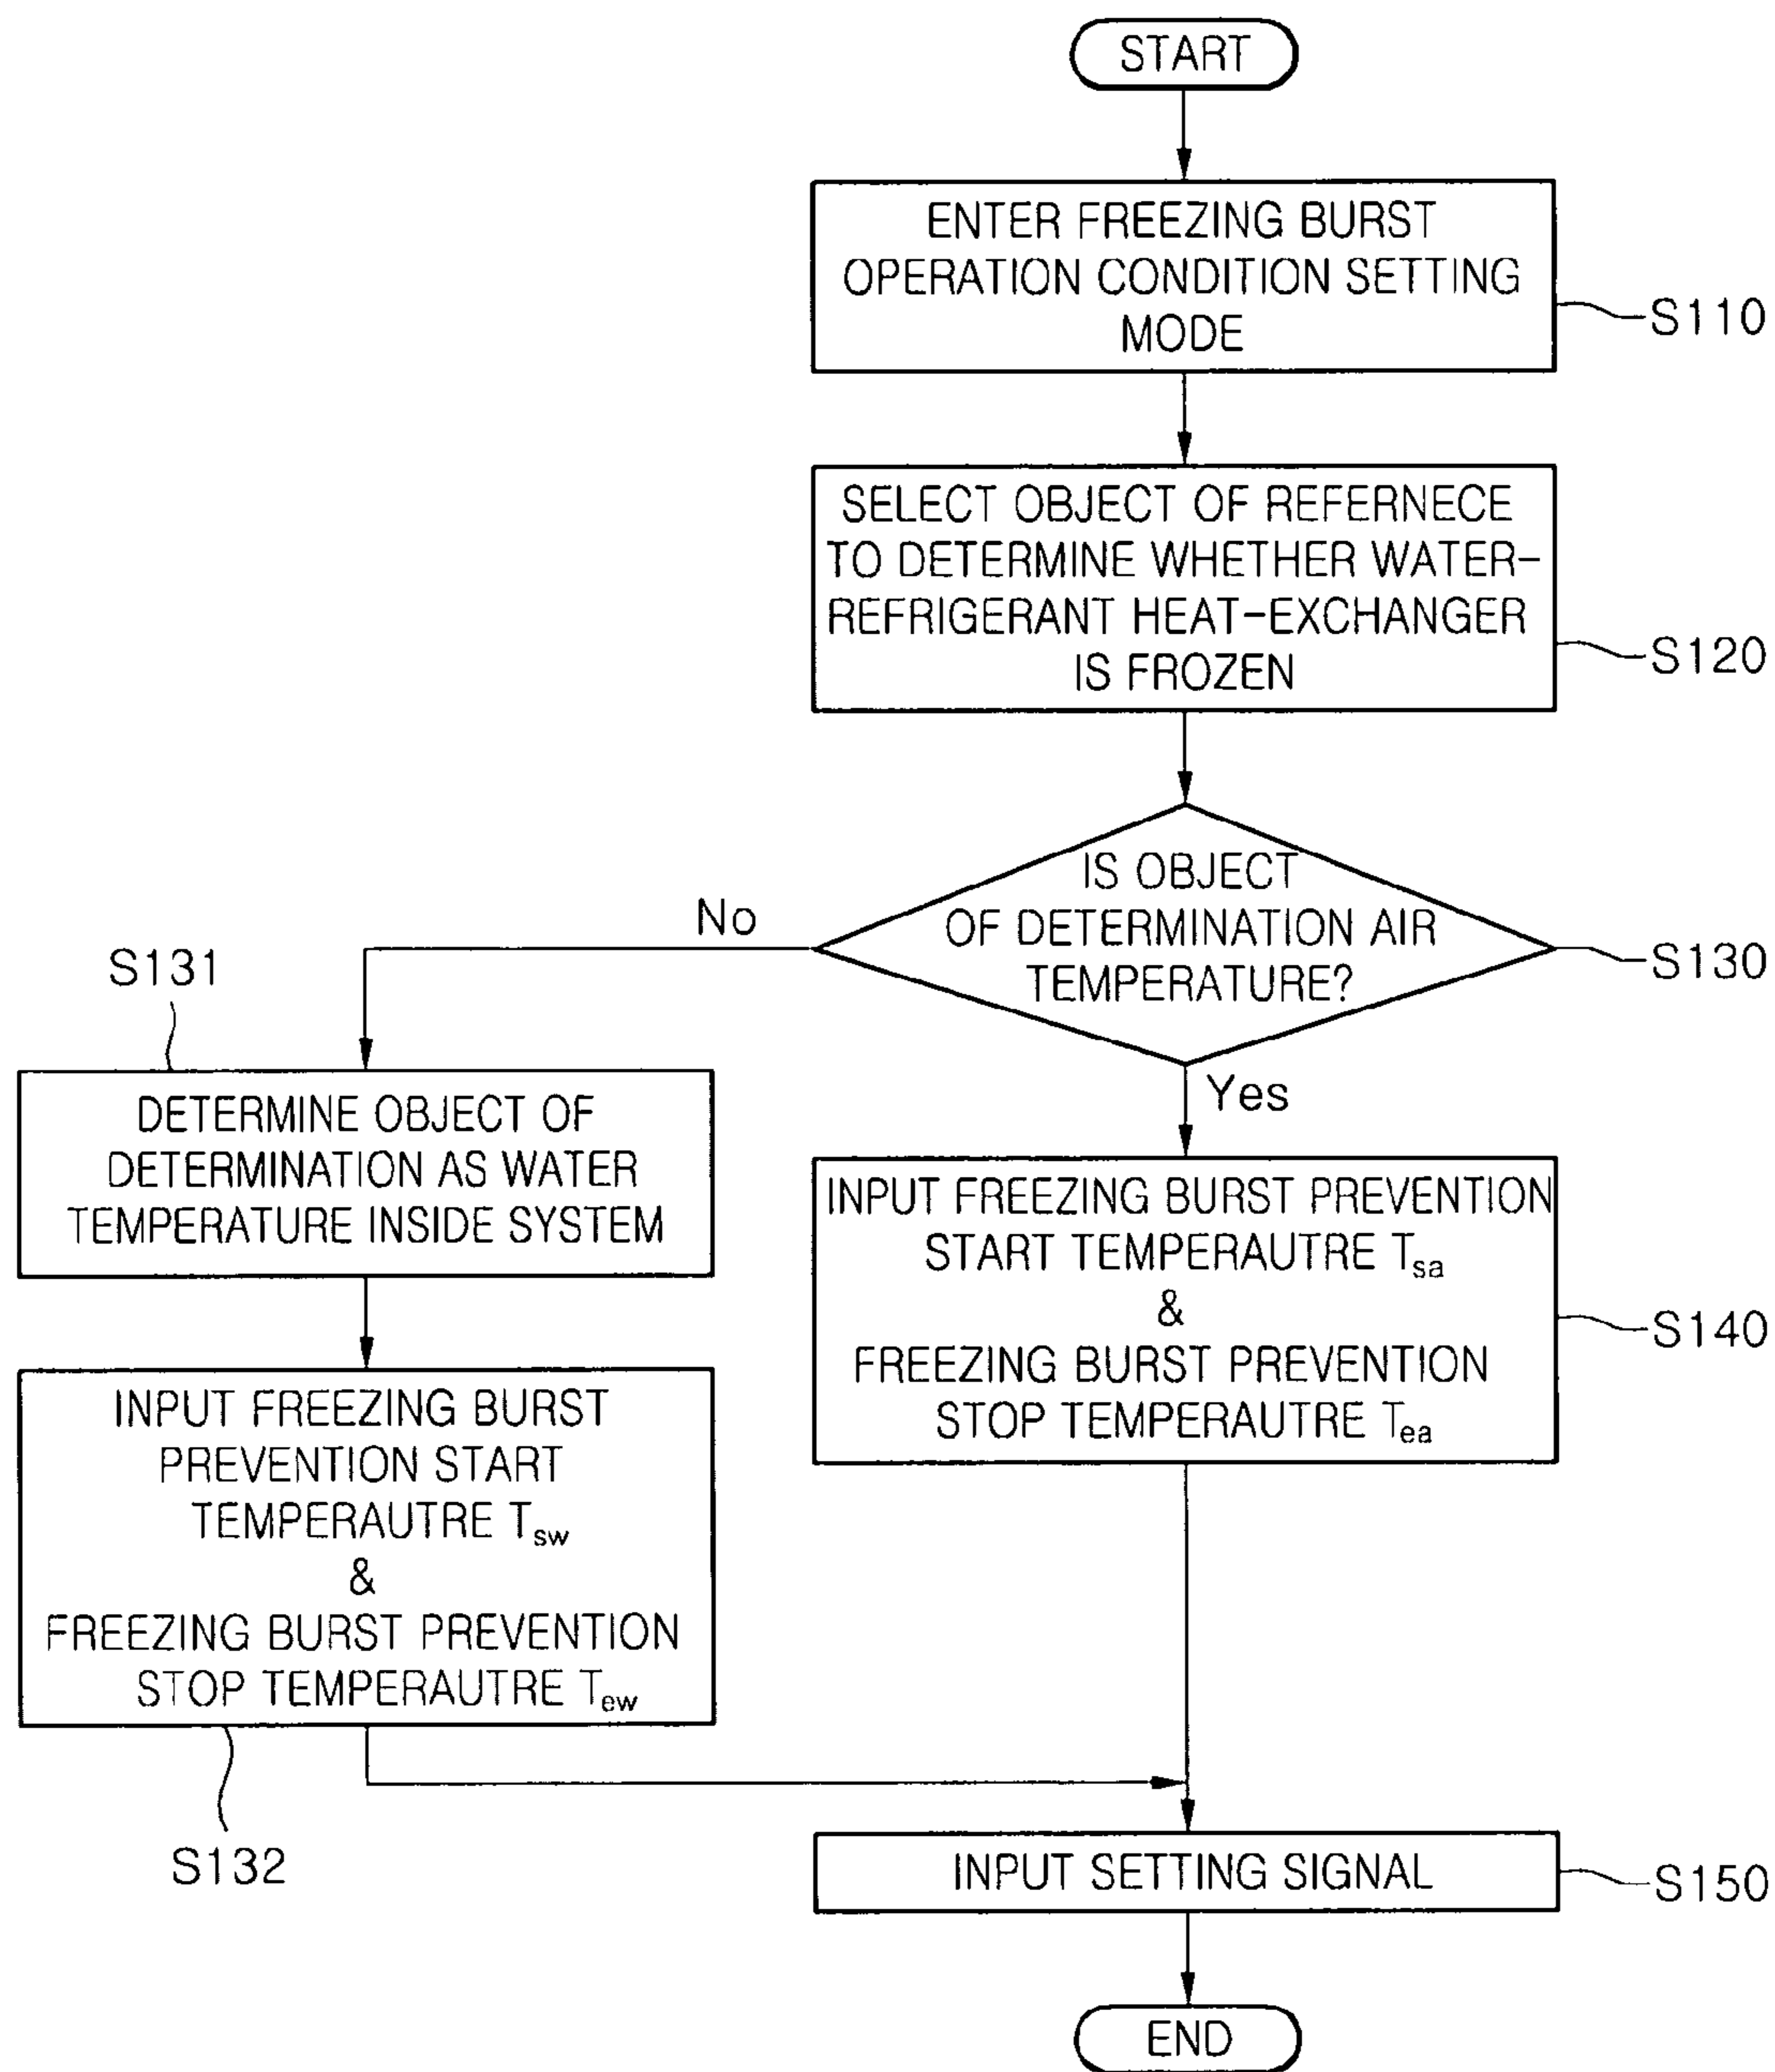 START
ENTER FREEZING BURST
OPERATION CONDITION SETTING
MODE
S110
SELECT OBJECT OF REFERNECE
TO DETERMINE WHETHER WATER-
REFRIGERANT HEAT-EXCHANGER
IS FROZEN
S120
IS OBJECT
OF DETERMINATION AIR
TEMPERATURE?
S130
No
Yes
S131
DETERMINE OBJECT OF
DETERMINATION AS WATER
TEMPERATURE INSIDE SYSTEM
INPUT FREEZING BURST
PREVENTION START
TEMPERAUTRE Tsw
&
FREEZING BURST PREVENTION
STOP TEMPERAUTRE Tew
S132
INPUT FREEZING BURST PREVENTION
START TEMPERAUTRE Tsa
&
FREEZING BURST PREVENTION
STOP TEMPERAUTRE Tea
S140
INPUT SETTING SIGNAL
S150
END